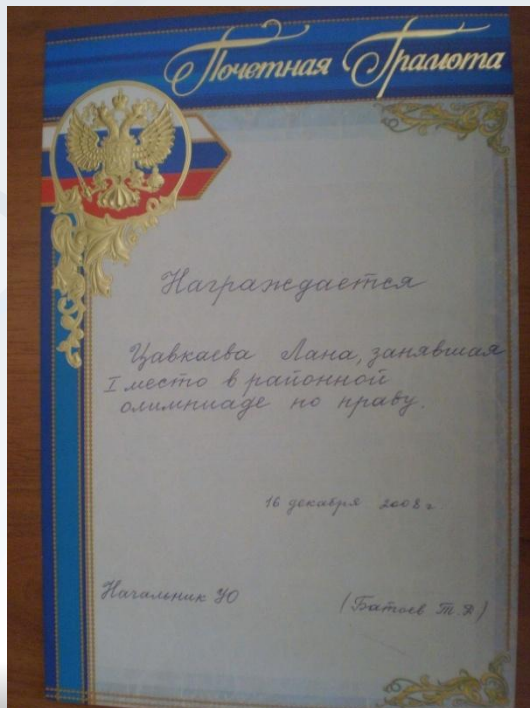 Почетная Грамота
Награждается
Цавкаева Лана, занявшая
I место в районной
олимпиаде по праву.
16 декабря 2008 г
Начальник УО
(Батоев Т.Ф)